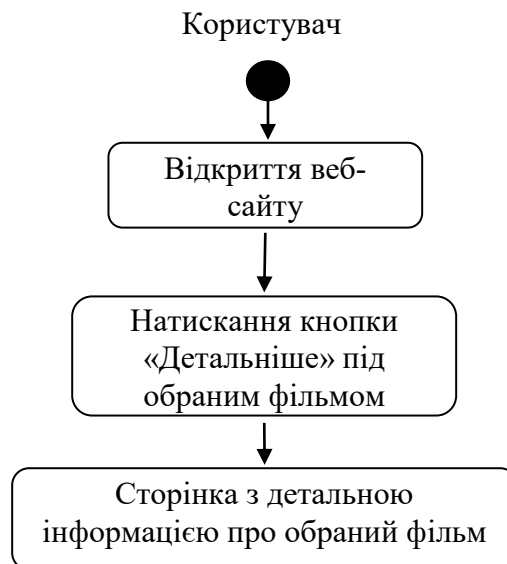 Користувач
Відкриття веб-
сайту
Натискання кнопки
«Детальніше» під
обраним фільмом
Сторінка з детальною
інформацією про обраний фільм